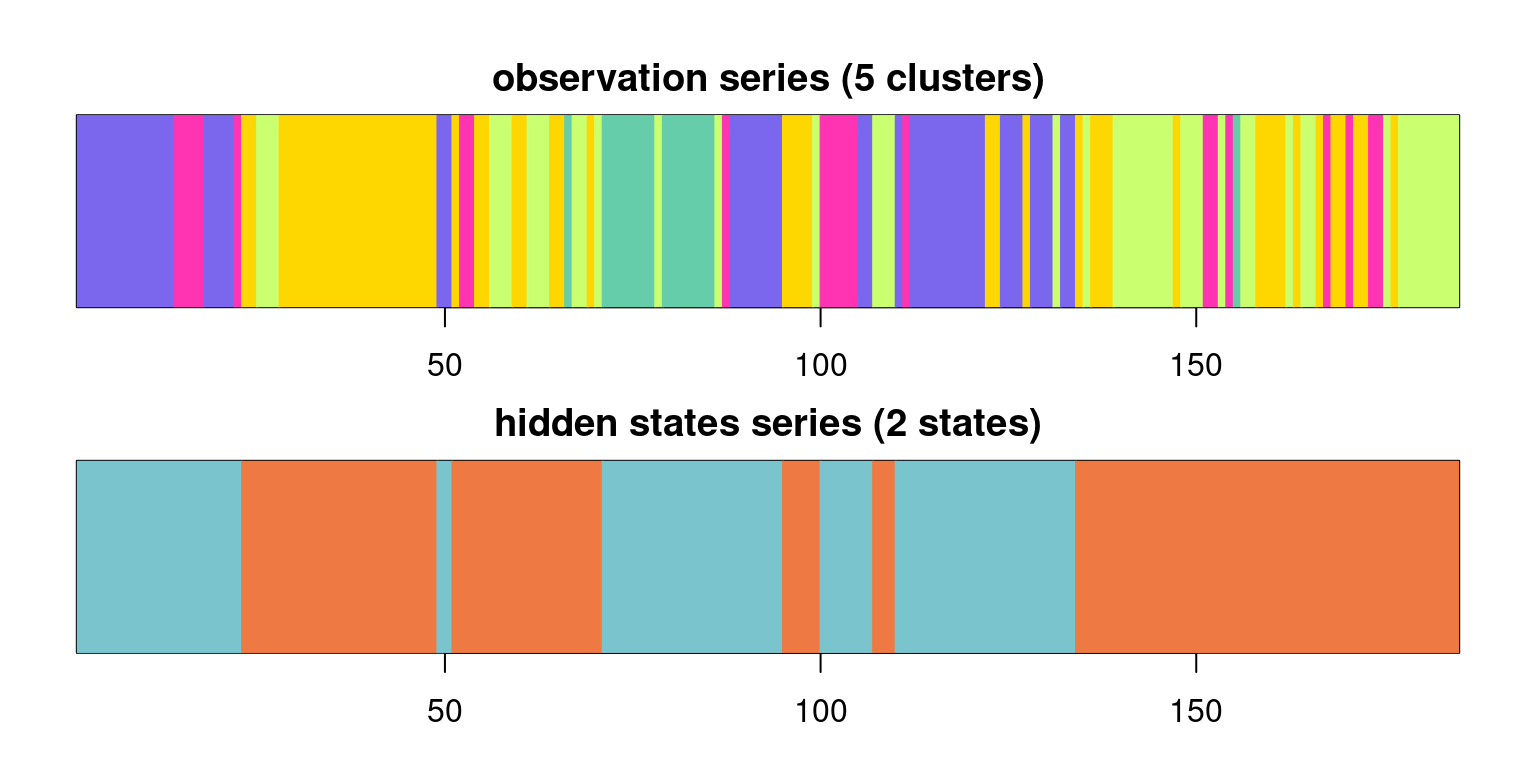 observation series (5 clusters)
50 100 150
hidden states series (2 states)
50 100 150